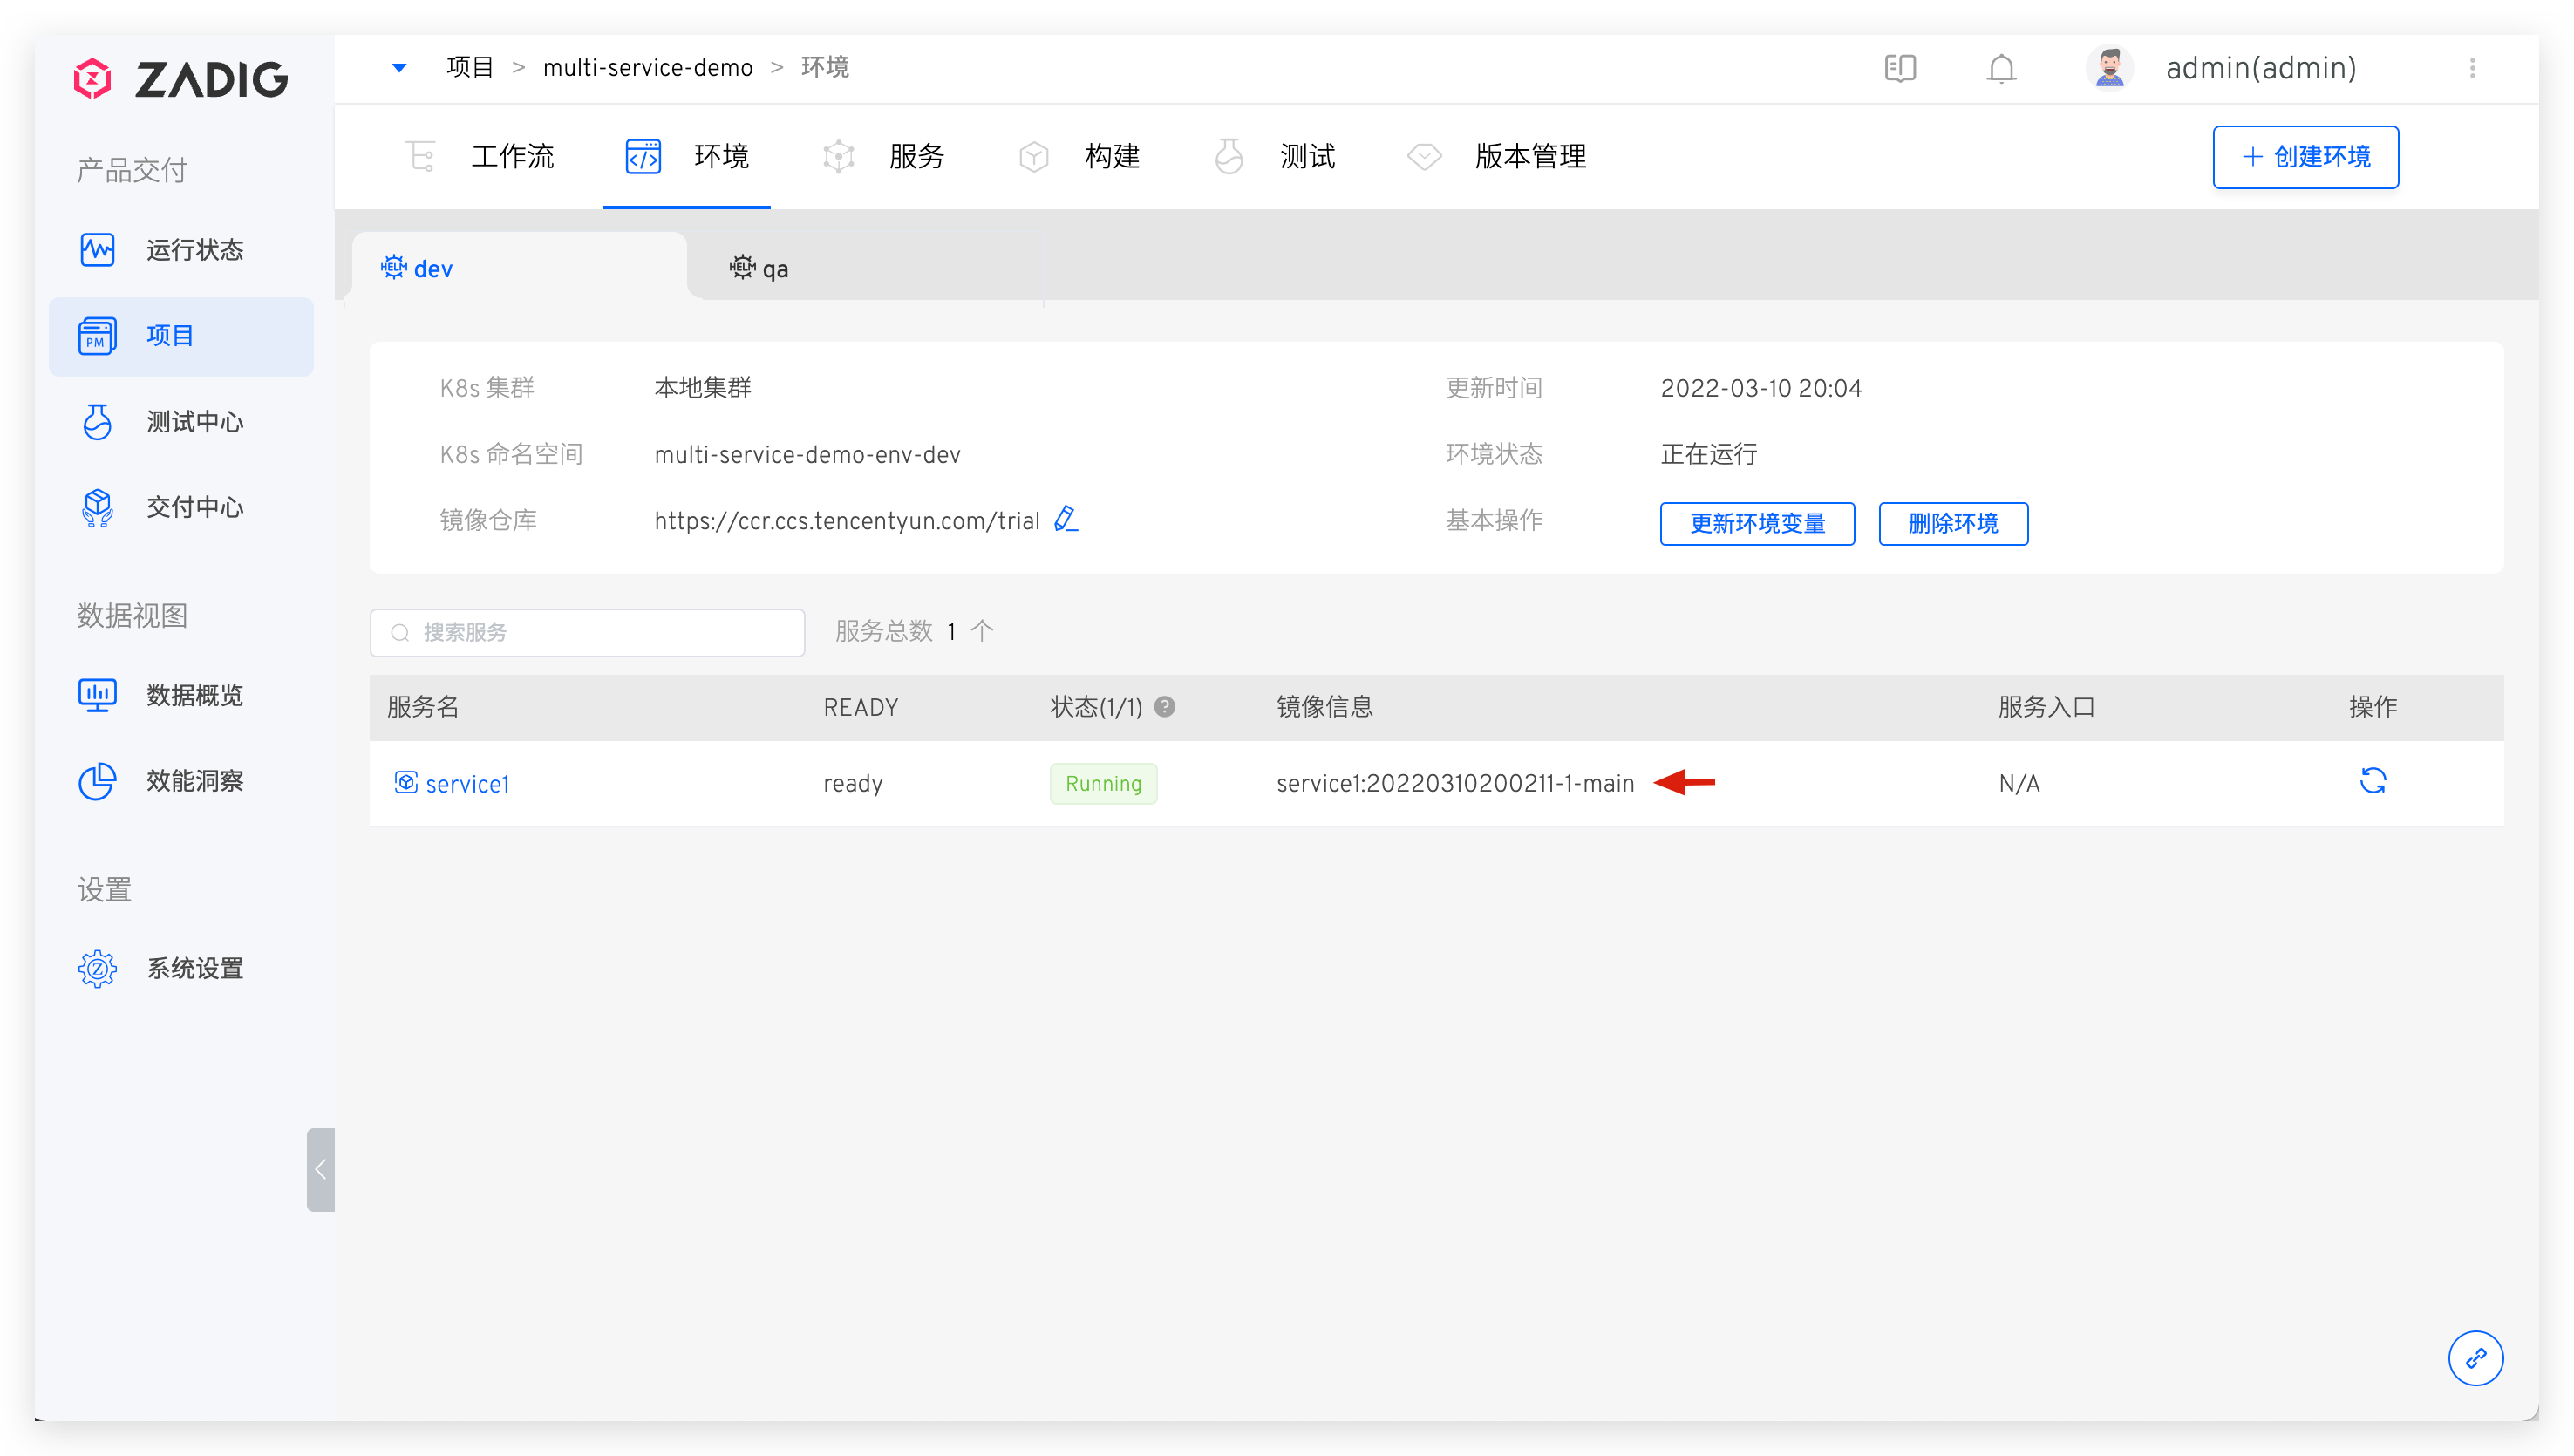 ZADIG
项目 > multi-service-demo > 环境
admin(admin)
产品交付
运行状态
项目
PM
测试中心
交付中心
数据视图
数据概览
效能洞察
设置
系统设置
工作流
环境
服务
构建
测试
版本管理
+ 创建环境
HELM dev
HELM qa
K8s 集群 本地集群
更新时间 2022-03-10 20:04
K8s 命名空间 multi-service-demo-env-dev
环境状态 正在运行
镜像仓库 https://ccr.ccs.tencentyun.com/trial
基本操作 更新环境变量 删除环境
搜索服务
服务总数 1 个
服务名 READY 状态(1/1) ? 镜像信息 服务入口 操作
service1 ready Running service1:20220310200211-1-main N/A